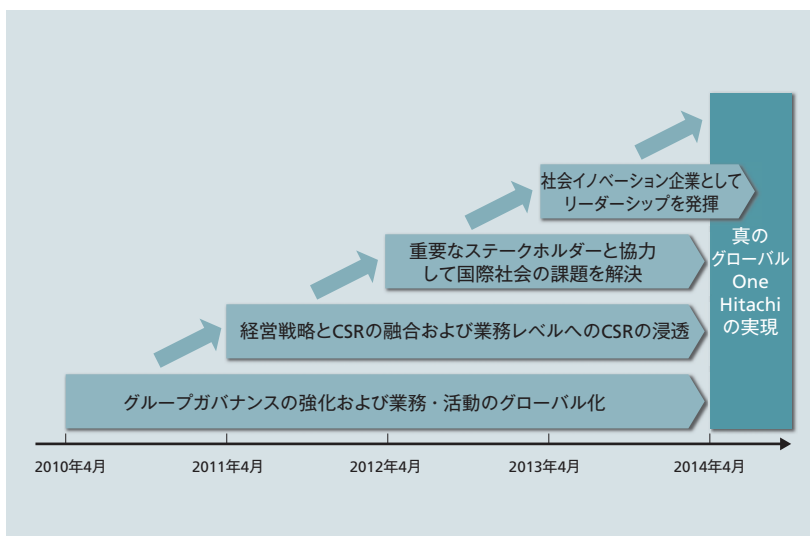 社会イノベーション企業として
リーダーシップを発揮
重要なステークホルダーと協力
して国際社会の課題を解決
経営戦略とCSRの融合および業務レベルへのCSRの浸透
グループガバナンスの強化および業務・活動のグローバル化
真の
グローバル
One
Hitachi
の実現
2010年4月
2011年4月
2012年4月
2013年4月
2014年4月